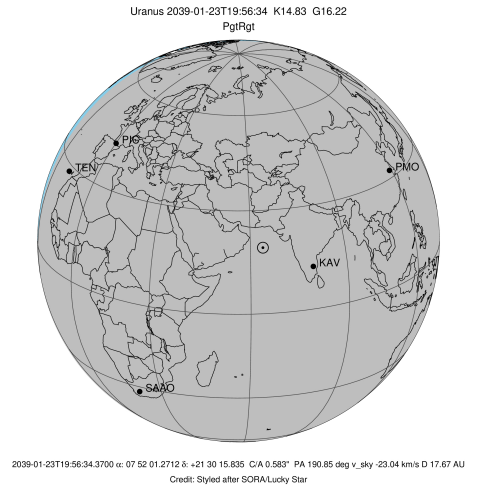 Uranus 2039-01-23T19:56:34 K14.83 G16.22
PgtRgt
PIC
TEN
PMO
KAV
SAAO
2039-01-23T19:56:34.3700 α: 07 52 01.2712 δ: +21 30 15.835 C/A 0.583" PA 190.85 deg v_sky -23.04 km/s D 17.67 AU
Credit: Styled after SORA/Lucky Star